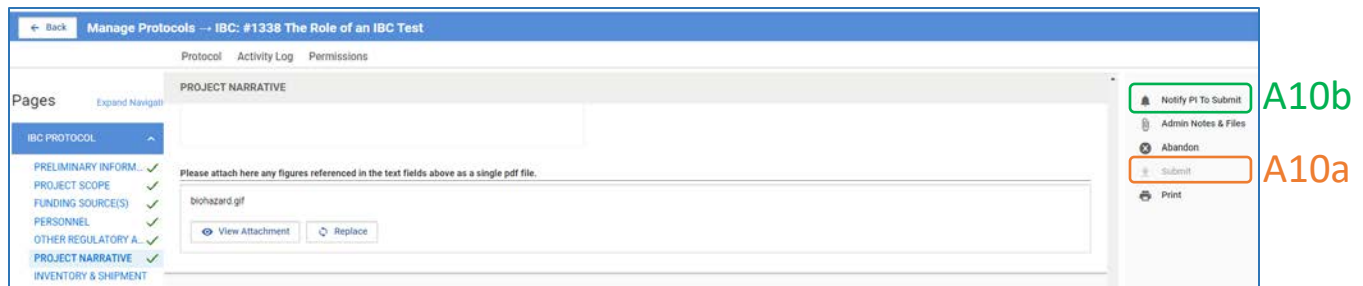 ← Back Manage Protocols → IBC: #1338 The Role of an IBC Test
Protocol Activity Log Permissions
Pages Expand Navigati
IBC PROTOCOL
PRELIMINARY INFORM...
PROJECT SCOPE
FUNDING SOURCE(S)
PERSONNEL
OTHER REGULATORY A...
PROJECT NARRATIVE
INVENTORY & SHIPMENT
PROJECT NARRATIVE
Please attach here any figures referenced in the text fields above as a single pdf file.
biohazard.gif
View Attachment Replace
Notify PI To Submit A10b
Admin Notes & Files
Abandon
Submit A10a
Print